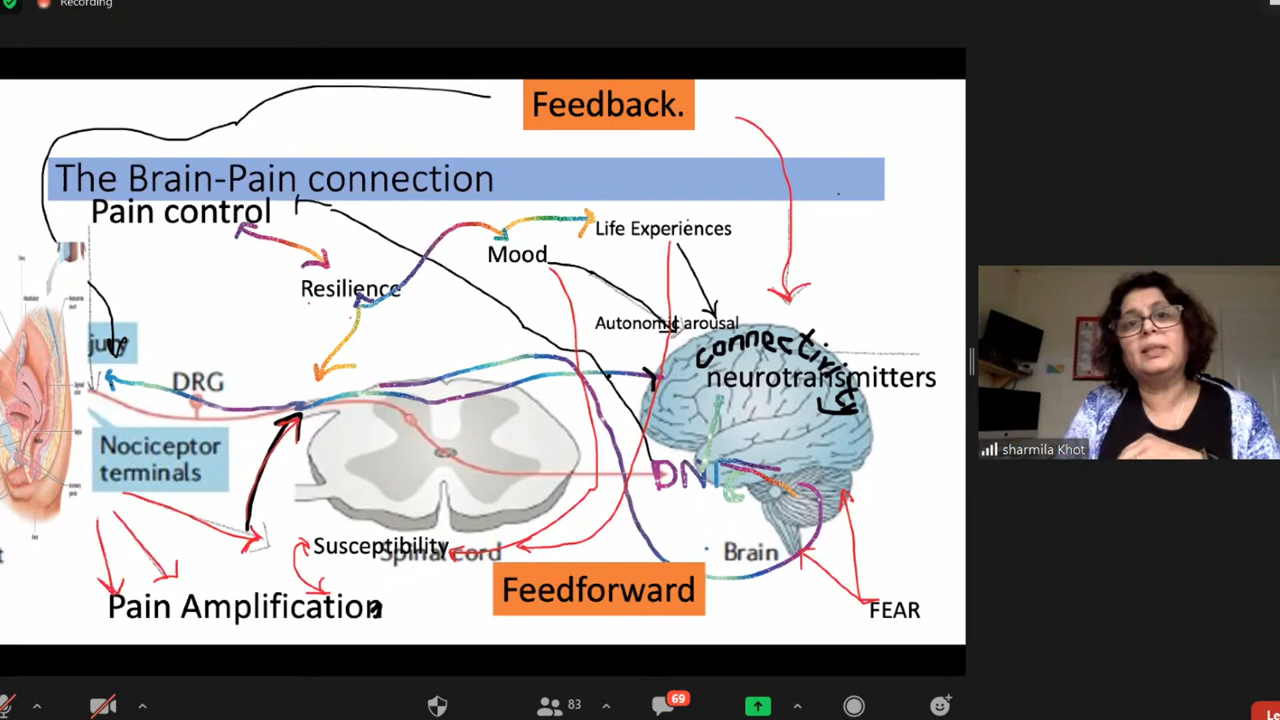 Recording
Feedback.
The Brain-Pain connection
Pain control
Life Experiences
Mood
Resilience
Autonomic arousal
connectivity
neurotransmitters
DRG
Nociceptor
terminals
DNIC
sharmila Khot
Susceptibility
Spinal cord
Brain
Feedforward
Pain Amplification
FEAR
83
69